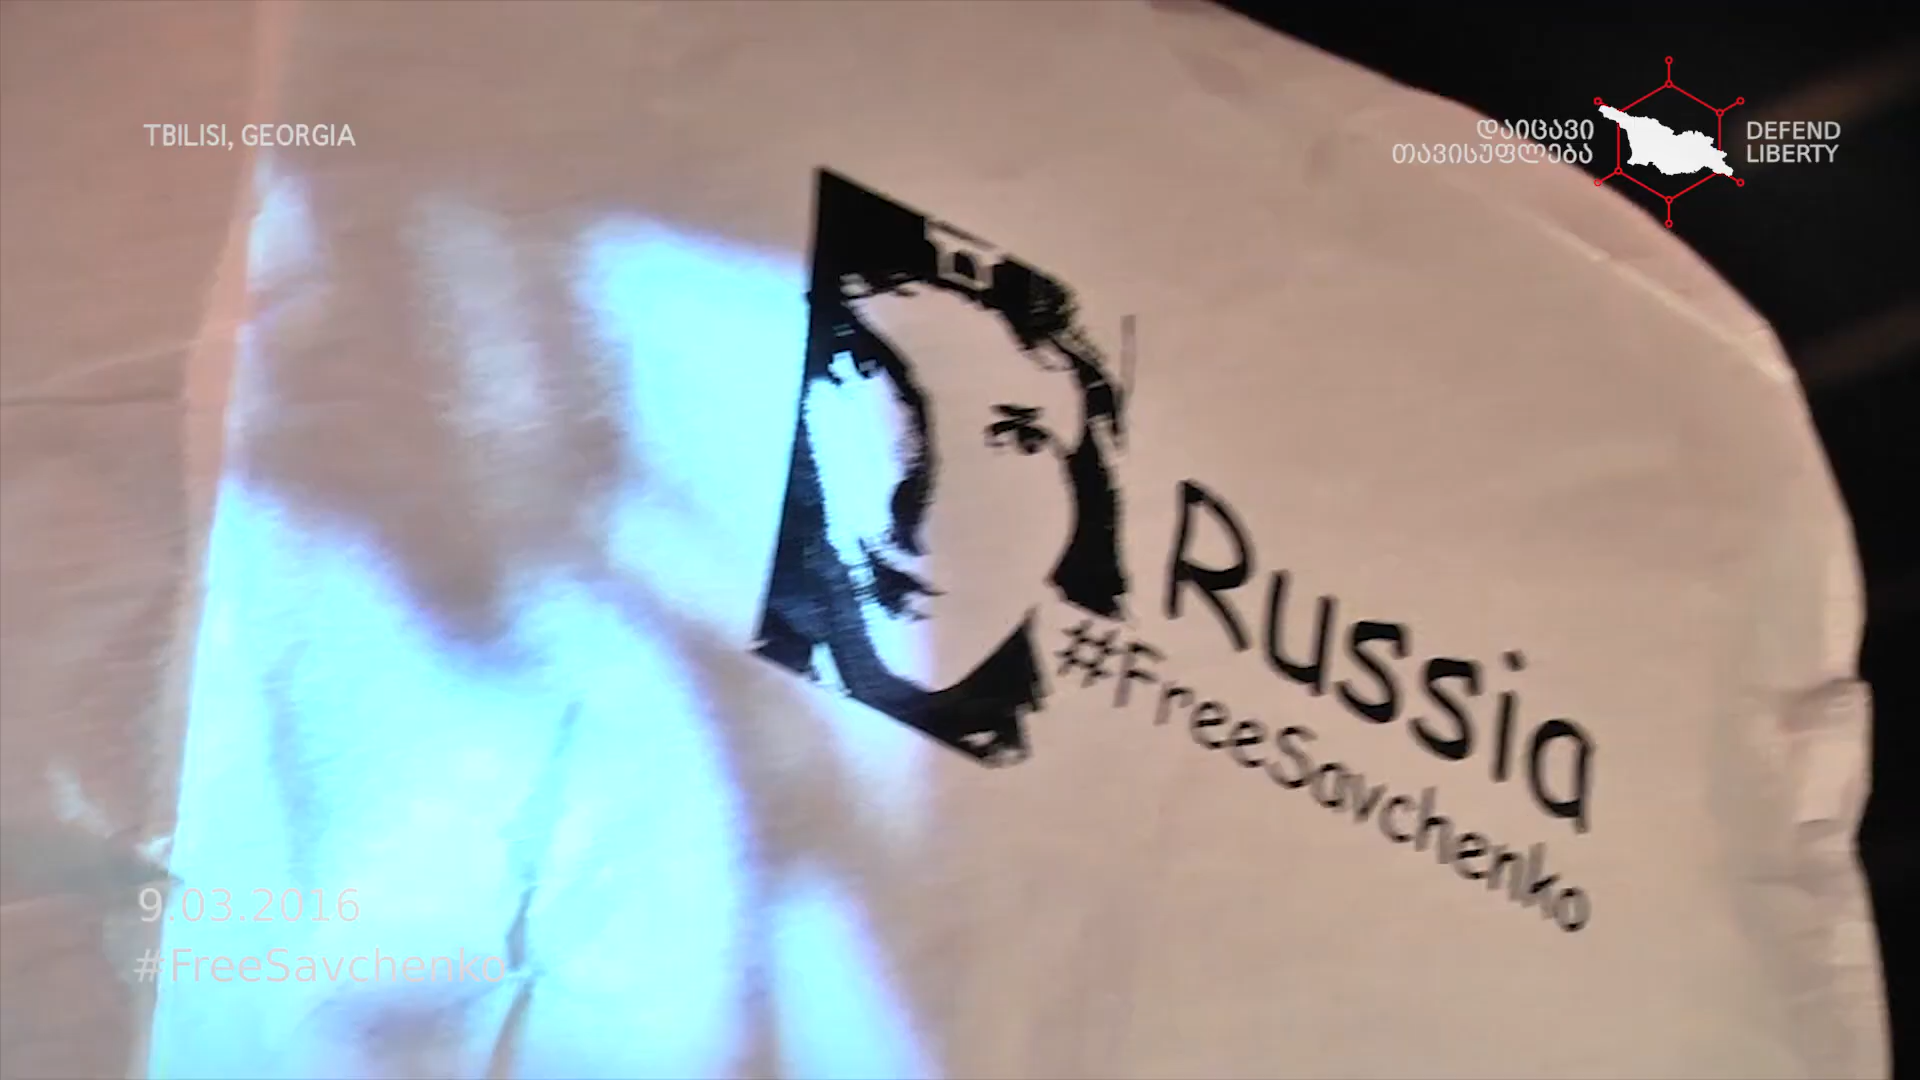 TBILISI, GEORGIA
დაიცავი
თავისუფლება
DEFEND
LIBERTY
Russia
#FreeSavchenko
9.03.2016
#FreeSavchenko